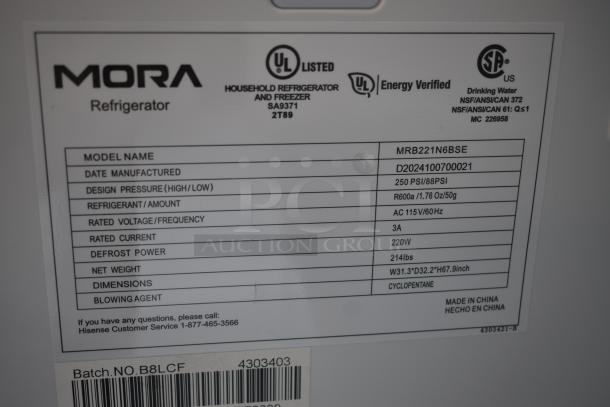 MORA
Refrigerator
UL LISTED
HOUSEHOLD REFRIGERATOR
AND FREEZER
SA9371
2T89
UL Energy Verified
SA US
Drinking Water
NSF/ANSI/CAN 372
NSF/ANSI/CAN 61: Q≤1
MC 226958
MODEL NAME MRB221N6BSE
DATE MANUFACTURED D2024100700021
DESIGN PRESSURE (HIGH/LOW) 250 PSI/88PSI
REFRIGERANT/AMOUNT R600a /1.76 Oz/50g
RATED VOLTAGE/FREQUENCY AC 115V/60Hz
RATED CURRENT 3A
DEFROST POWER 220W
NET WEIGHT 214lbs
DIMENSIONS W31.3*D32.2*H67.9inch
BLOWING AGENT CYCLOPENTANE
PCI
AUCTION GROUP
MADE IN CHINA
HECHO EN CHINA
If you have any questions, please call:
Hisense Customer Service 1-877-465-3566
4303421-B
Batch.NO.B8LCF 4303403